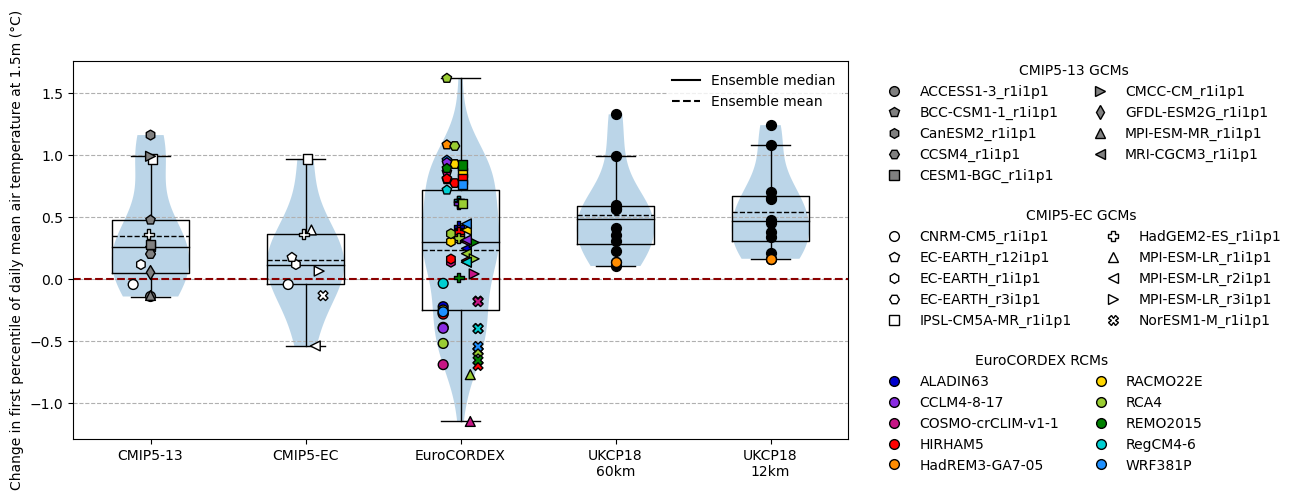 Change in first percentile of daily mean air temperature at 1.5m (°C)
1.5
1.0
0.5
0.0
−0.5
−1.0
CMIP5-13
CMIP5-EC
EuroCORDEX
UKCP18
60km
UKCP18
12km
Ensemble median
Ensemble mean
CMIP5-13 GCMs
ACCESS1-3_r1i1p1
BCC-CSM1-1_r1i1p1
CanESM2_r1i1p1
CCSM4_r1i1p1
CESM1-BGC_r1i1p1
CMCC-CM_r1i1p1
GFDL-ESM2G_r1i1p1
MPI-ESM-MR_r1i1p1
MRI-CGCM3_r1i1p1
CMIP5-EC GCMs
CNRM-CM5_r1i1p1
EC-EARTH_r12i1p1
EC-EARTH_r1i1p1
EC-EARTH_r3i1p1
IPSL-CM5A-MR_r1i1p1
HadGEM2-ES_r1i1p1
MPI-ESM-LR_r1i1p1
MPI-ESM-LR_r2i1p1
MPI-ESM-LR_r3i1p1
NorESM1-M_r1i1p1
EuroCORDEX RCMs
ALADIN63
CCLM4-8-17
COSMO-crCLIM-v1-1
HIRHAM5
HadREM3-GA7-05
RACMO22E
RCA4
REMO2015
RegCM4-6
WRF381P